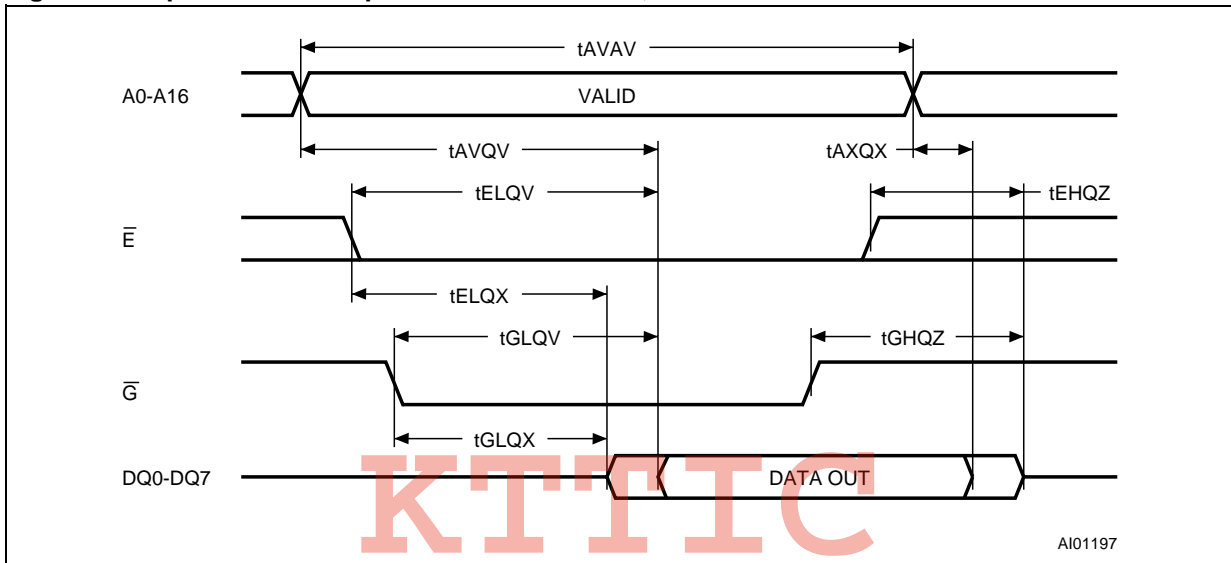 tAVAV
A0-A16
VALID
tAVQV
tAXQX
tELQV
tEHQZ
E̅
tELQX
tGLQV
tGHQZ
G̅
tGLQX
DQ0-DQ7
DATA OUT
KTTIC
AI01197